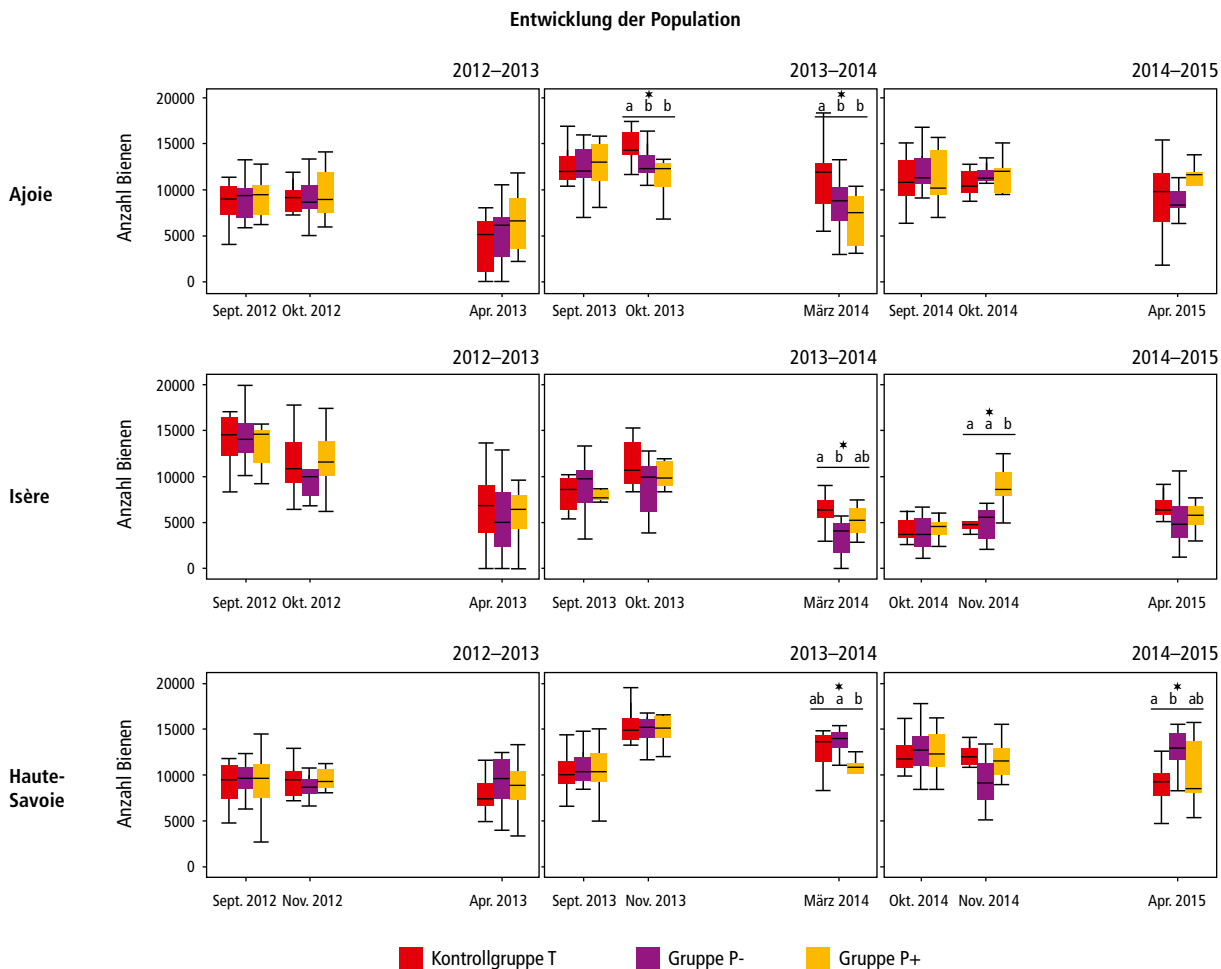 Entwicklung der Population
2012–2013 2013–2014 2014–2015
Ajoie
Anzahl Bienen
20000
15000
10000
5000
0
a b b
a b b
Sept. 2012 Okt. 2012 Apr. 2013 Sept. 2013 Okt. 2013 März 2014 Sept. 2014 Okt. 2014 Apr. 2015
2012–2013 2013–2014 2014–2015
Isère
Anzahl Bienen
20000
15000
10000
5000
0
a b ab
a a b
Sept. 2012 Okt. 2012 Apr. 2013 Sept. 2013 Okt. 2013 März 2014 Okt. 2014 Nov. 2014 Apr. 2015
2012–2013 2013–2014 2014–2015
Haute-
Savoie
Anzahl Bienen
20000
15000
10000
5000
0
ab a b
a b ab
Sept. 2012 Nov. 2012 Apr. 2013 Sept. 2013 Nov. 2013 März 2014 Okt. 2014 Nov. 2014 Apr. 2015
Kontrollgruppe T Gruppe P- Gruppe P+